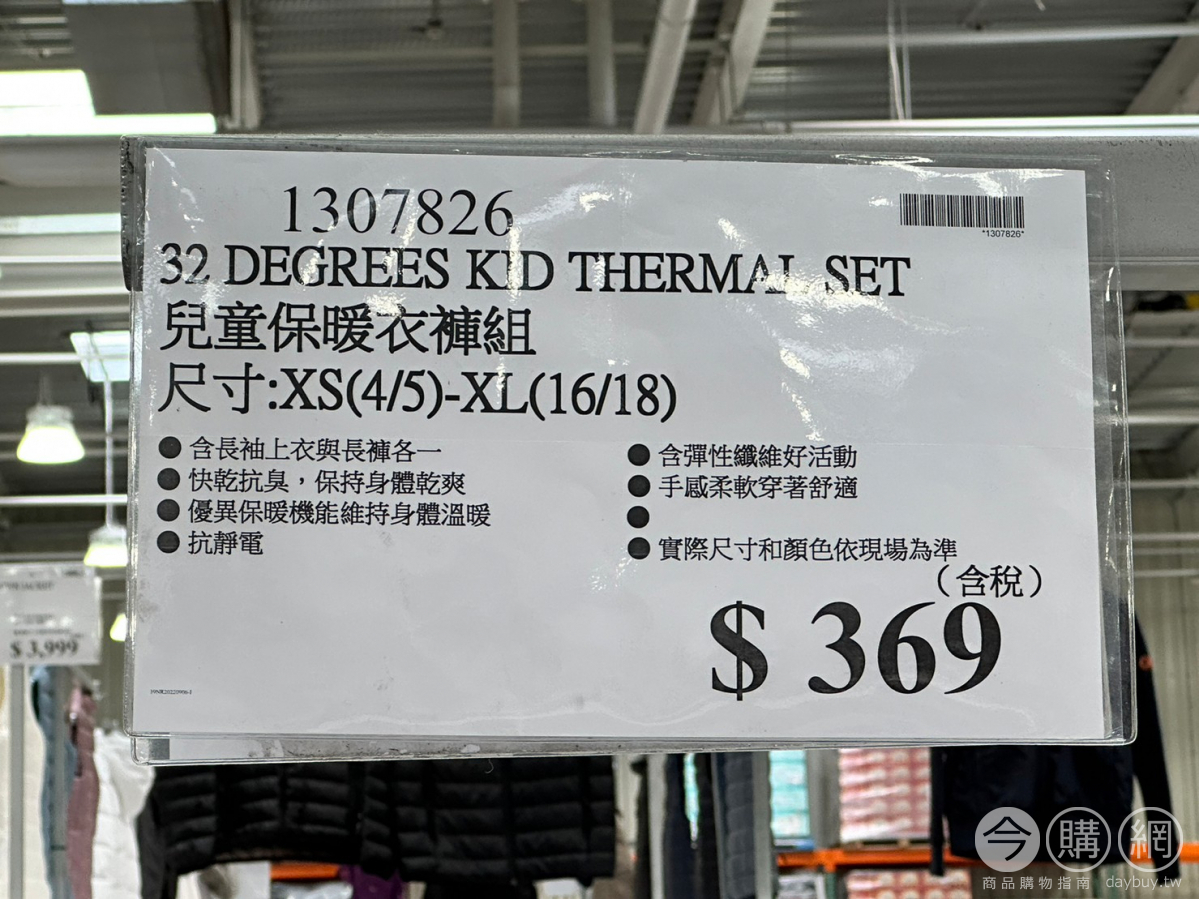 1307826
*1307826*
32 DEGREES KID THERMAL SET
兒童保暖衣褲組
尺寸:XS(4/5)-XL(16/18)
● 含長袖上衣與長褲各一
● 快乾抗臭，保持身體乾爽
● 優異保暖機能維持身體溫暖
● 抗靜電
● 含彈性纖維好活動
● 手感柔軟穿著舒適
●
● 實際尺寸和顏色依現場為準
（含稅）
$ 369
$ 3,999
今購網
商品購物指南 daybuy.tw